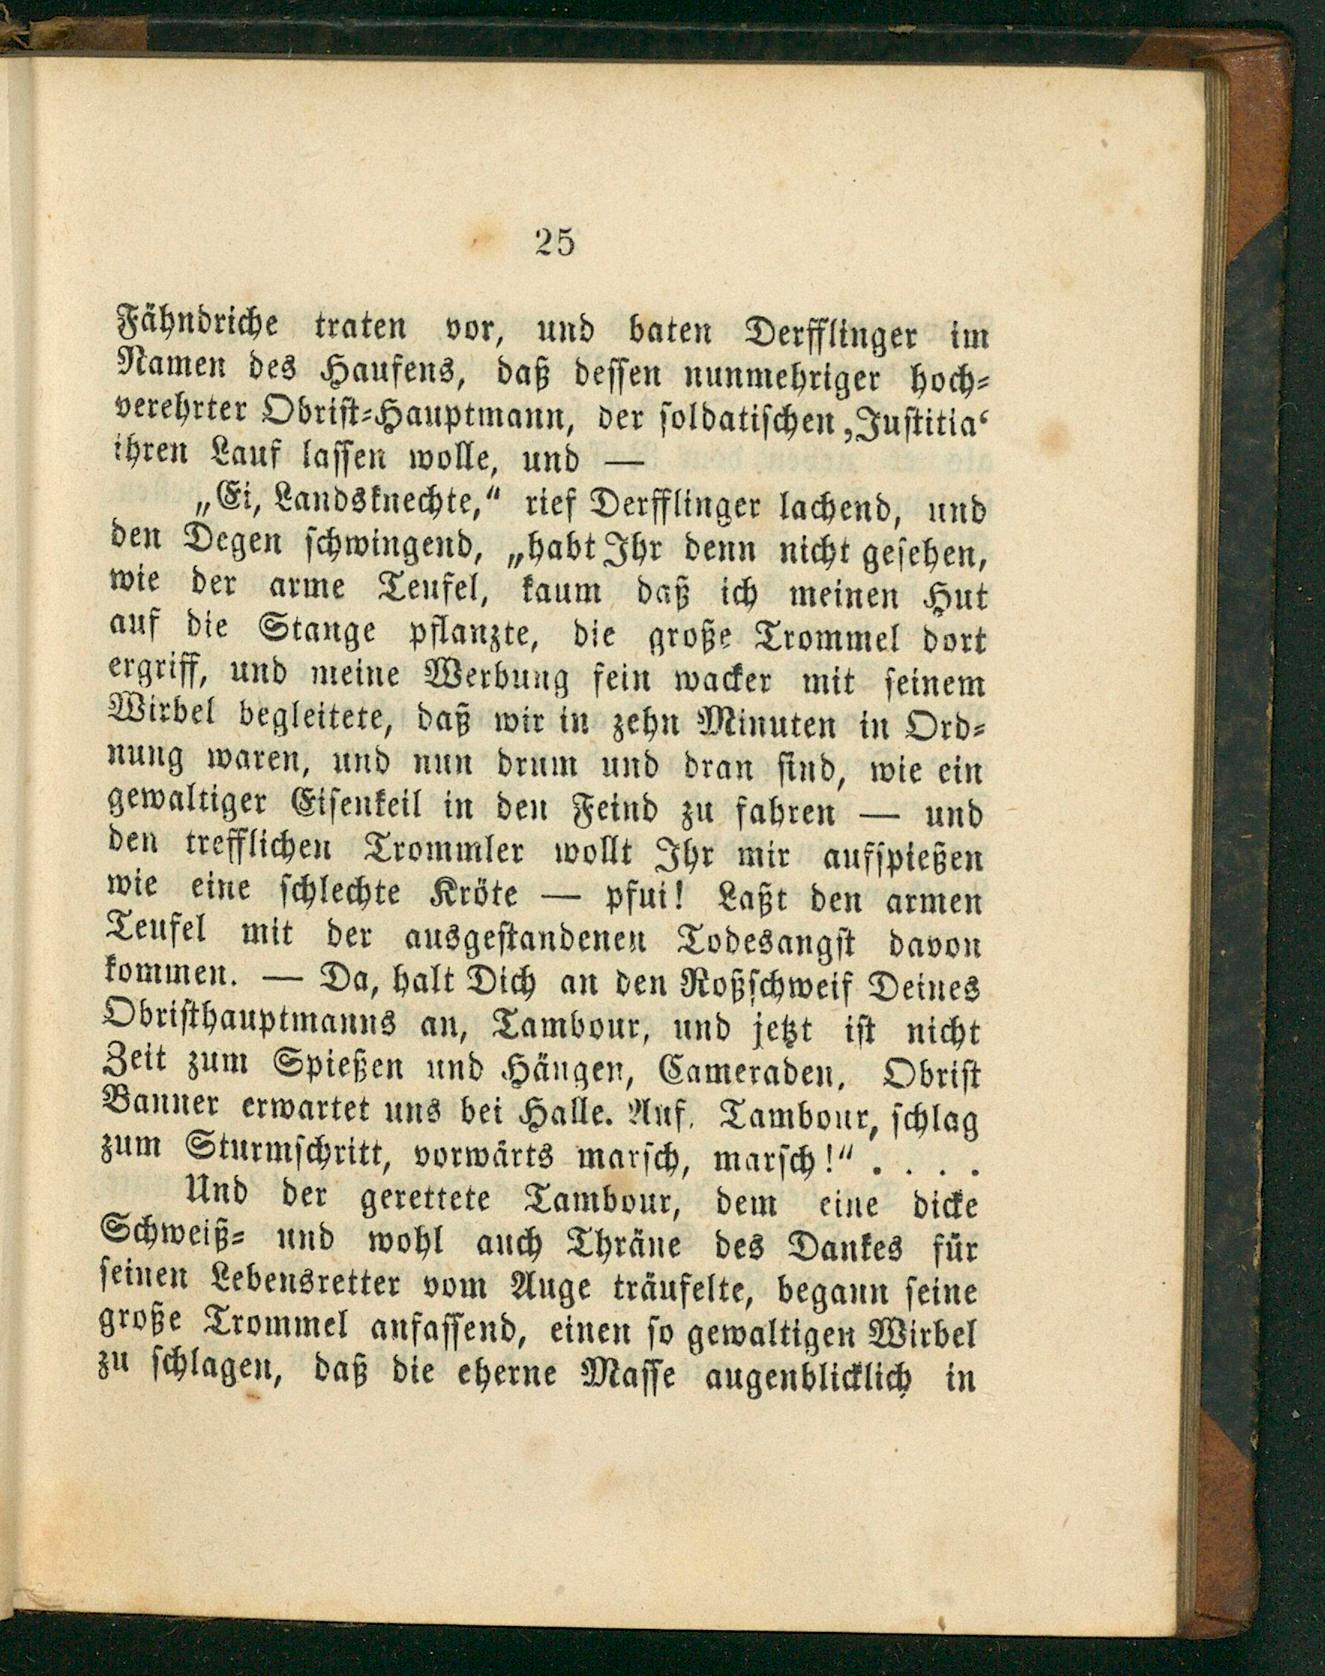 25
Fähndriche traten vor, und baten Derfflinger im
Namen des Haufens, daß dessen nunmehriger hoch-
verehrter Obrist-Hauptmann, der soldatischen ‚Justitia‘
ihren Lauf lassen wolle, und —
„Ei, Landsknechte,“ rief Derfflinger lachend, und
den Degen schwingend, „habt Ihr denn nicht gesehen,
wie der arme Teufel, kaum daß ich meinen Hut
auf die Stange pflanzte, die große Trommel dort
ergriff, und meine Werbung fein wacker mit seinem
Wirbel begleitete, daß wir in zehn Minuten in Ord-
nung waren, und nun drum und dran sind, wie ein
gewaltiger Eisenkeil in den Feind zu fahren — und
den trefflichen Trommler wollt Ihr mir aufspießen
wie eine schlechte Kröte — pfui! Laßt den armen
Teufel mit der ausgestandenen Todesangst davon
kommen. — Da, halt Dich an den Roßschweif Deines
Obristhauptmanns an, Tambour, und jetzt ist nicht
Zeit zum Spießen und Hängen, Cameraden. Obrist
Banner erwartet uns bei Halle. Auf, Tambour, schlag
zum Sturmschritt, vorwärts marsch, marsch!“ . . . .
Und der gerettete Tambour, dem eine dicke
Schweiß- und wohl auch Thräne des Dankes für
seinen Lebensretter vom Auge träufelte, begann seine
große Trommel anfassend, einen so gewaltigen Wirbel
zu schlagen, daß die eherne Masse augenblicklich in